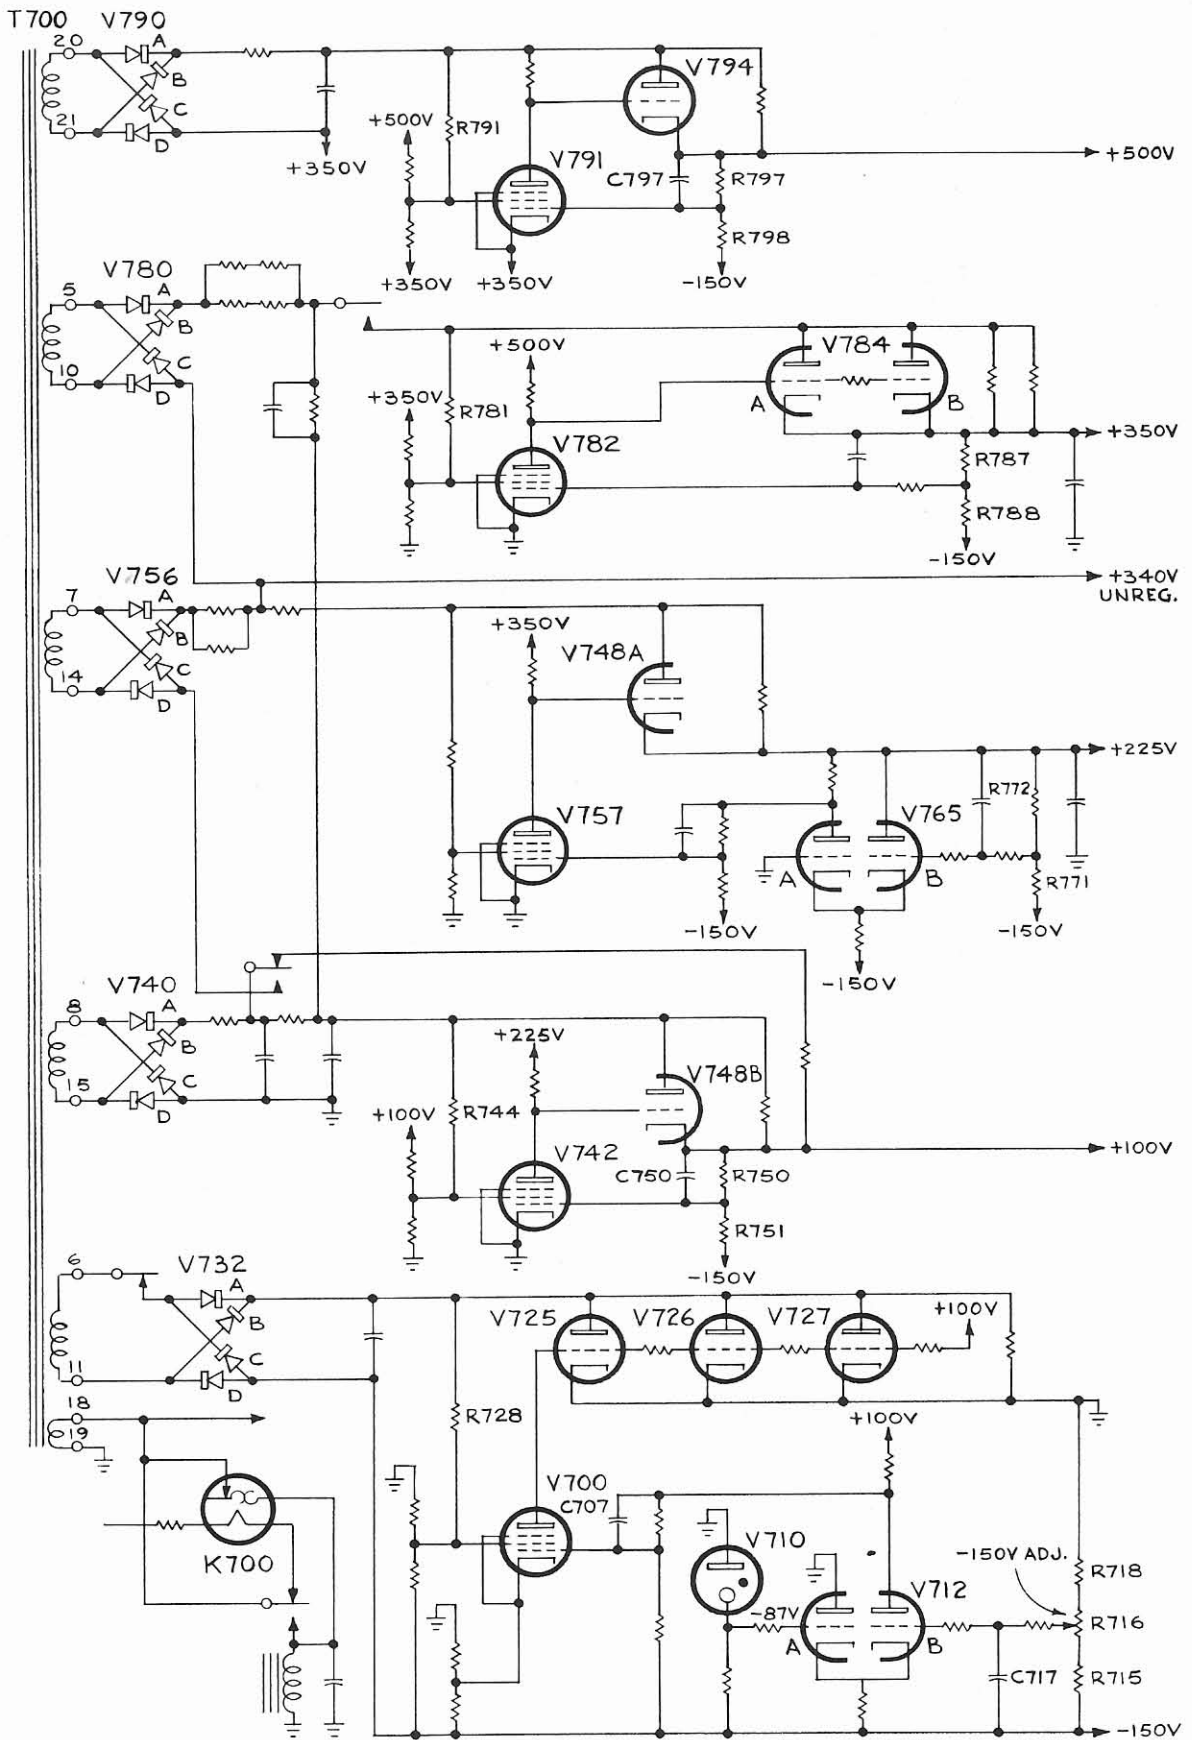 T700 V790
20
A
B
C
21
D
+350V
+500V
R791
V794
V791
C797
R797
+500V
R798
+350V
+350V
-150V
V780
5
A
B
C
10
D
+500V
+350V
R781
V782
V784
A
B
+350V
R787
R788
-150V
+340V
UNREG.
V756
7
A
B
C
14
D
+350V
V748A
+225V
V757
R772
V765
A
B
R771
-150V
-150V
-150V
V740
8
A
B
C
15
D
+225V
+100V
R744
V748B
V742
C750
R750
+100V
R751
-150V
6
V732
A
B
C
11
D
18
19
V725
V726
V727
+100V
R728
+100V
V700
C707
K700
V710
-87V
-150V ADJ.
V712
A
B
R718
R716
C717
R715
-150V